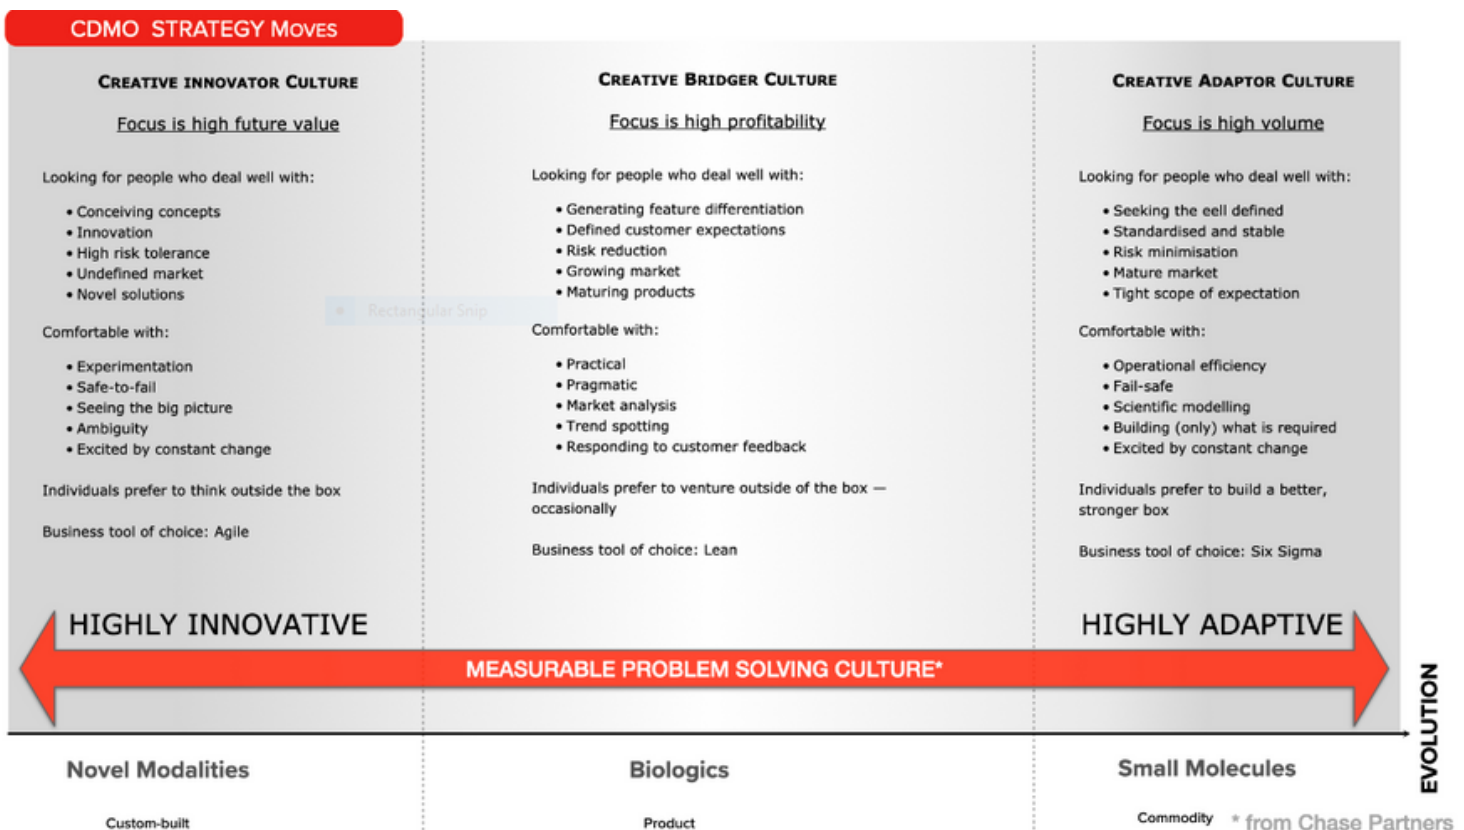 CDMO STRATEGY MOVES
CREATIVE INNOVATOR CULTURE
Focus is high future value
Looking for people who deal well with:
• Conceiving concepts
• Innovation
• High risk tolerance
• Undefined market
• Novel solutions
Comfortable with:
• Experimentation
• Safe-to-fail
• Seeing the big picture
• Ambiguity
• Excited by constant change
Individuals prefer to think outside the box
Business tool of choice: Agile
CREATIVE BRIDGER CULTURE
Focus is high profitability
Looking for people who deal well with:
• Generating feature differentiation
• Defined customer expectations
• Risk reduction
• Growing market
• Maturing products
Rectangular Snip
Comfortable with:
• Practical
• Pragmatic
• Market analysis
• Trend spotting
• Responding to customer feedback
Individuals prefer to venture outside of the box —
occasionally
Business tool of choice: Lean
CREATIVE ADAPTOR CULTURE
Focus is high volume
Looking for people who deal well with:
• Seeking the eell defined
• Standardised and stable
• Risk minimisation
• Mature market
• Tight scope of expectation
Comfortable with:
• Operational efficiency
• Fail-safe
• Scientific modelling
• Building (only) what is required
• Excited by constant change
Individuals prefer to build a better,
stronger box
Business tool of choice: Six Sigma
HIGHLY INNOVATIVE
HIGHLY ADAPTIVE
MEASURABLE PROBLEM SOLVING CULTURE*
EVOLUTION
Novel Modalities
Biologics
Small Molecules
Custom-built
Product
Commodity
* from Chase Partners